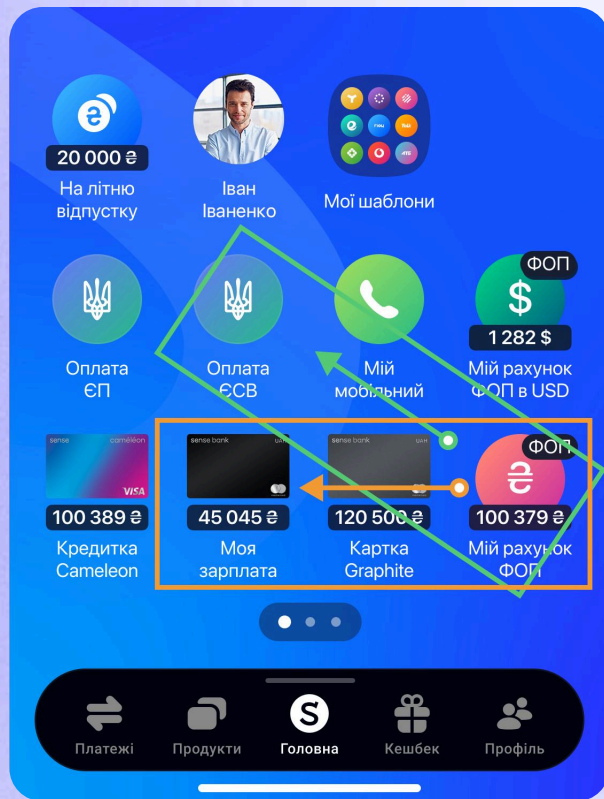 20 000 ₴
На літню
відпустку
Іван
Іваненко
Мої шаблони
Оплата
ЄП
Оплата
ЄСВ
Мій
мобільний
ФОП
$
1 282 $
Мій рахунок
ФОП в USD
sense caméléon
VISA
100 389 ₴
Кредитка
Cameleon
sense bank UAH
45 045 ₴
Моя
зарплата
sense bank UAH
120 500 ₴
Картка
Graphite
ФОП
₴
100 379 ₴
Мій рахунок
ФОП
Платежі
Продукти
S
Головна
Кешбек
Профіль